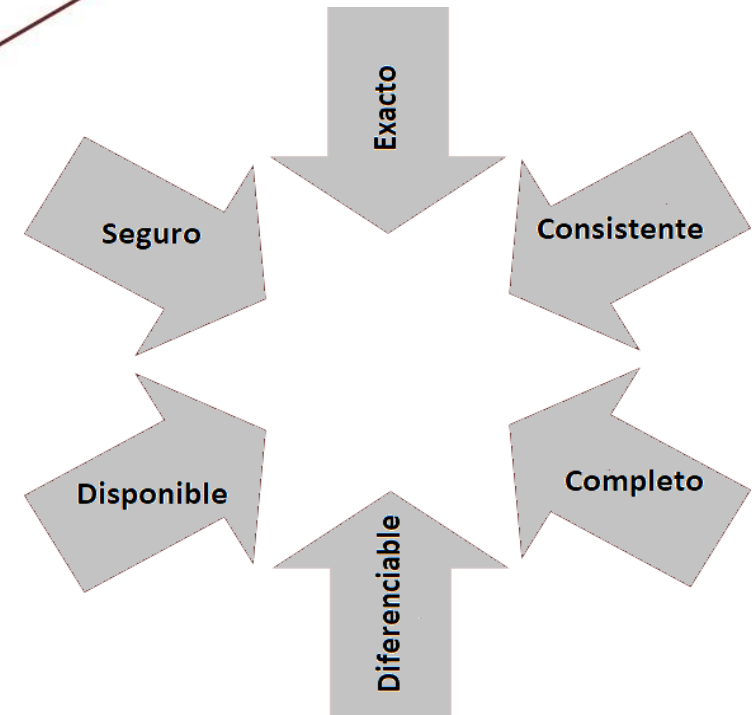 Exacto
Seguro
Consistente
Disponible
Completo
Diferenciable